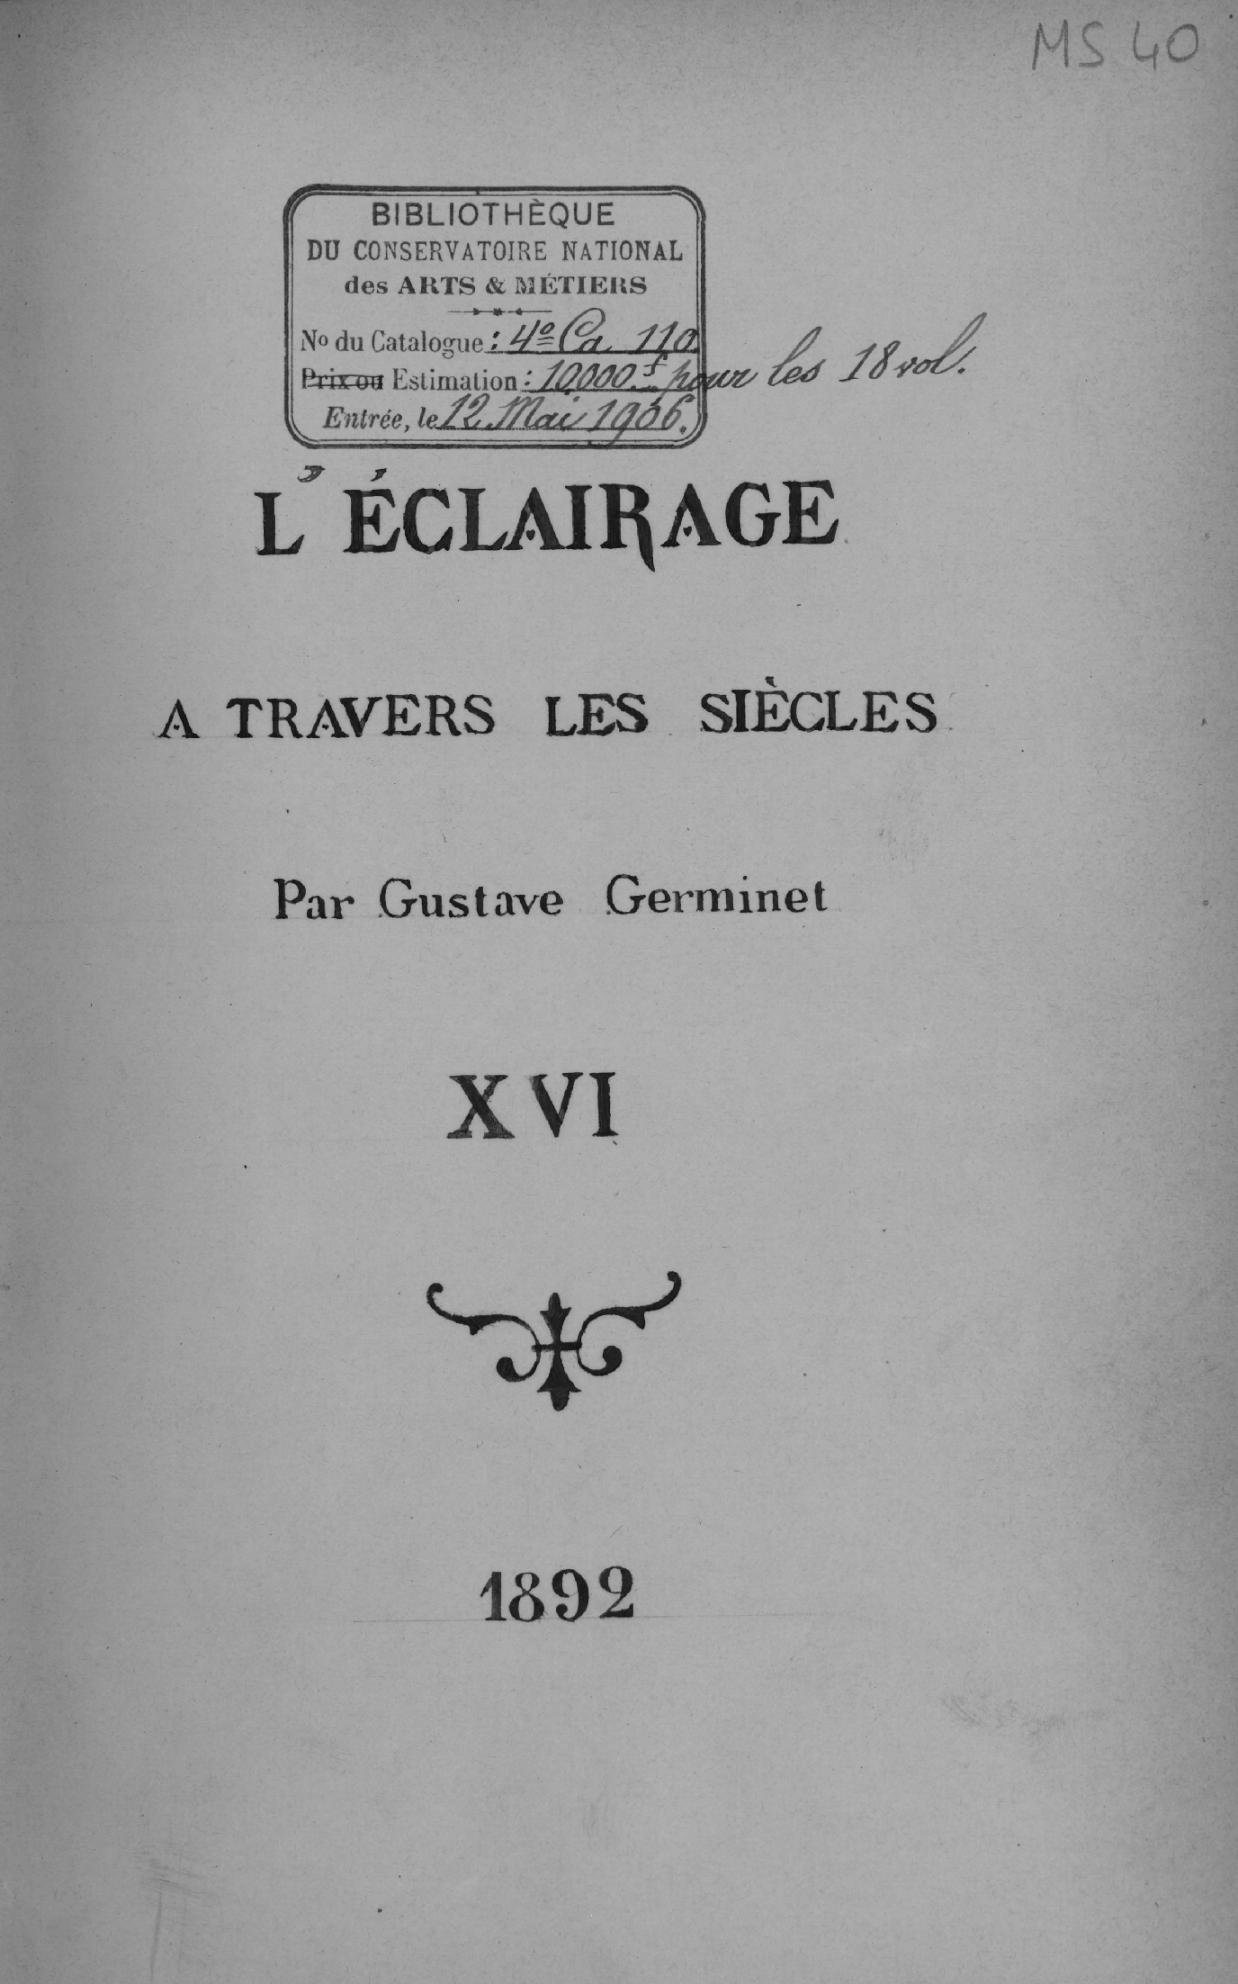 MS 40
BIBLIOTHÈQUE
DU CONSERVATOIRE NATIONAL
des ARTS & MÉTIERS
No du Catalogue : 4º Ca 110
Prix ou Estimation : 10000.f pour les 18 vol.
Entrée, le 12 Mai 1906.
L'ÉCLAIRAGE
A TRAVERS LES SIÈCLES
Par Gustave Germinet
XVI
1892